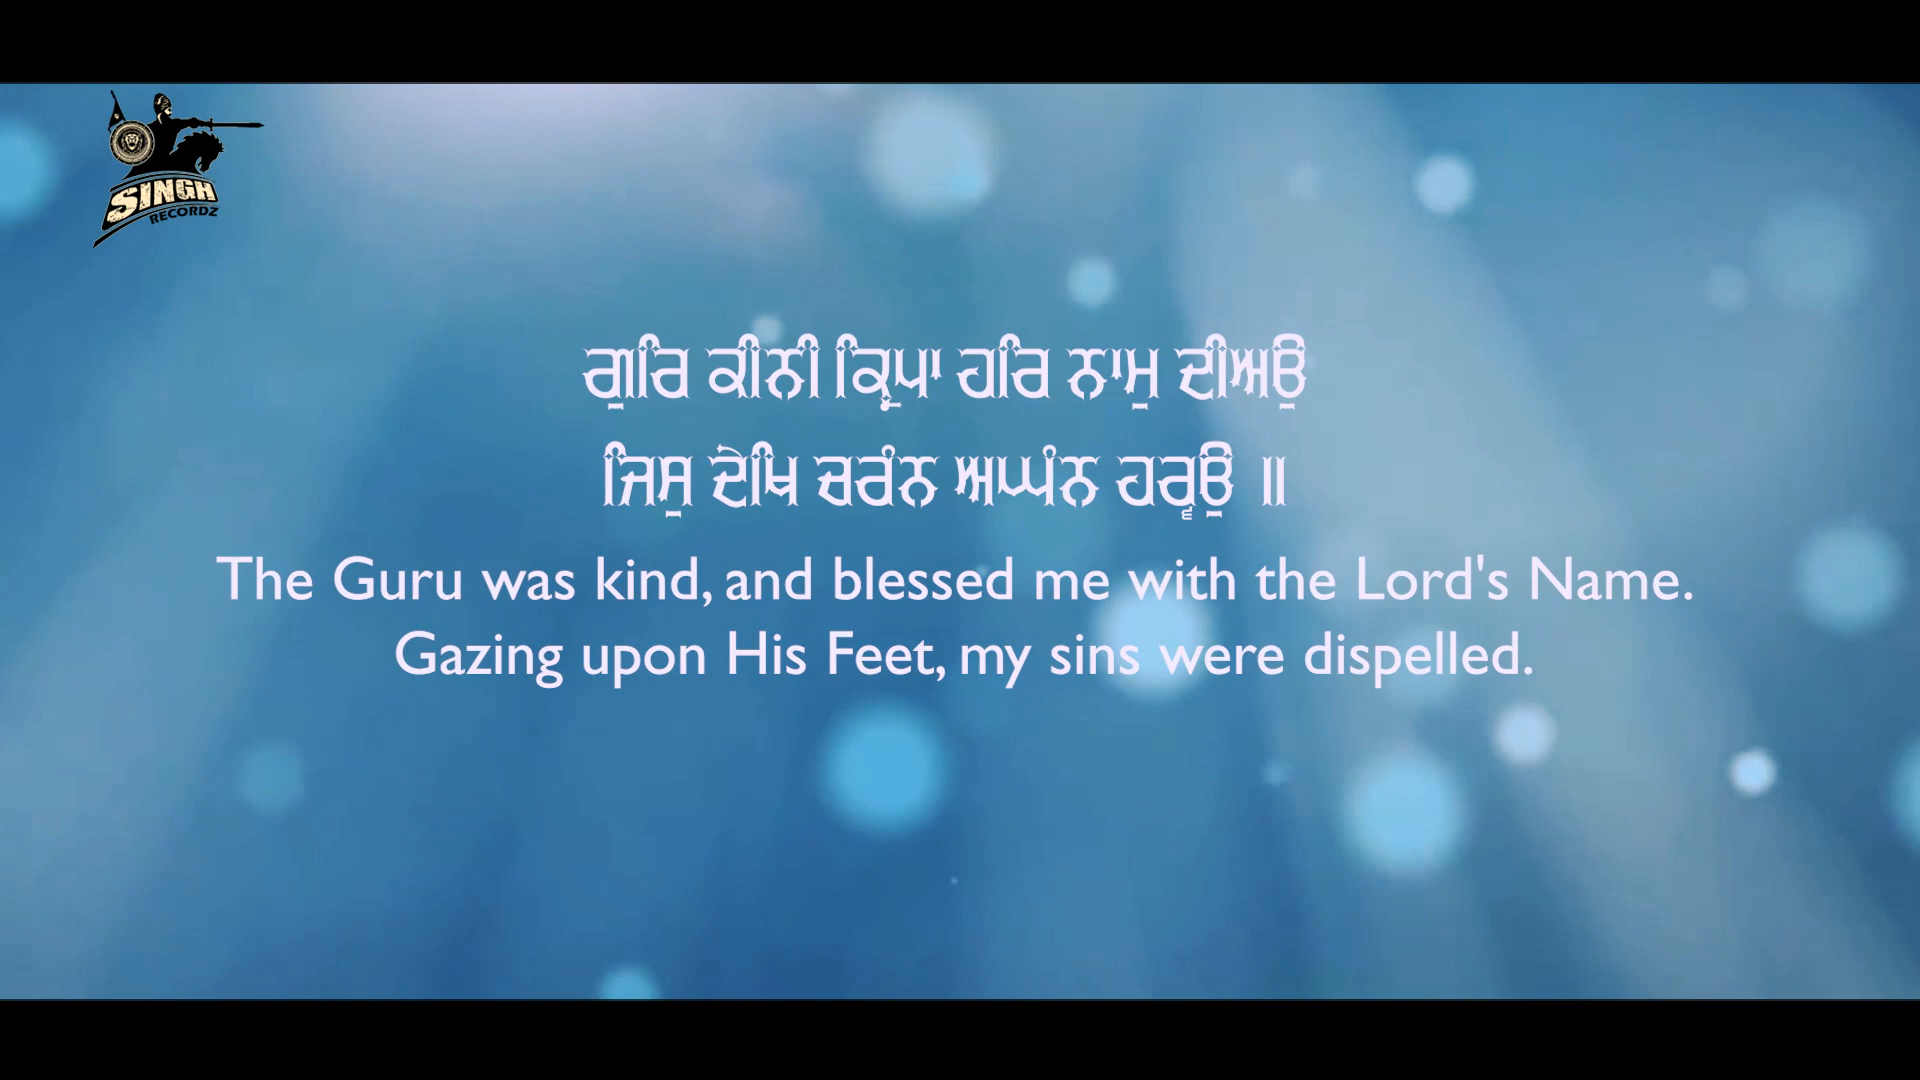 SINGH
RECORDZ
ਗੁਰਿ ਕੀਨੀ ਕ੍ਰਿਪਾ ਹਰਿ ਨਾਮੁ ਦੀਅਉ
ਜਿਸੁ ਦੇਖਿ ਚਰੰਨ ਅਘੰਨ ਹਰ੍ਯ੍ਯਉ ॥
The Guru was kind, and blessed me with the Lord's Name.
Gazing upon His Feet, my sins were dispelled.